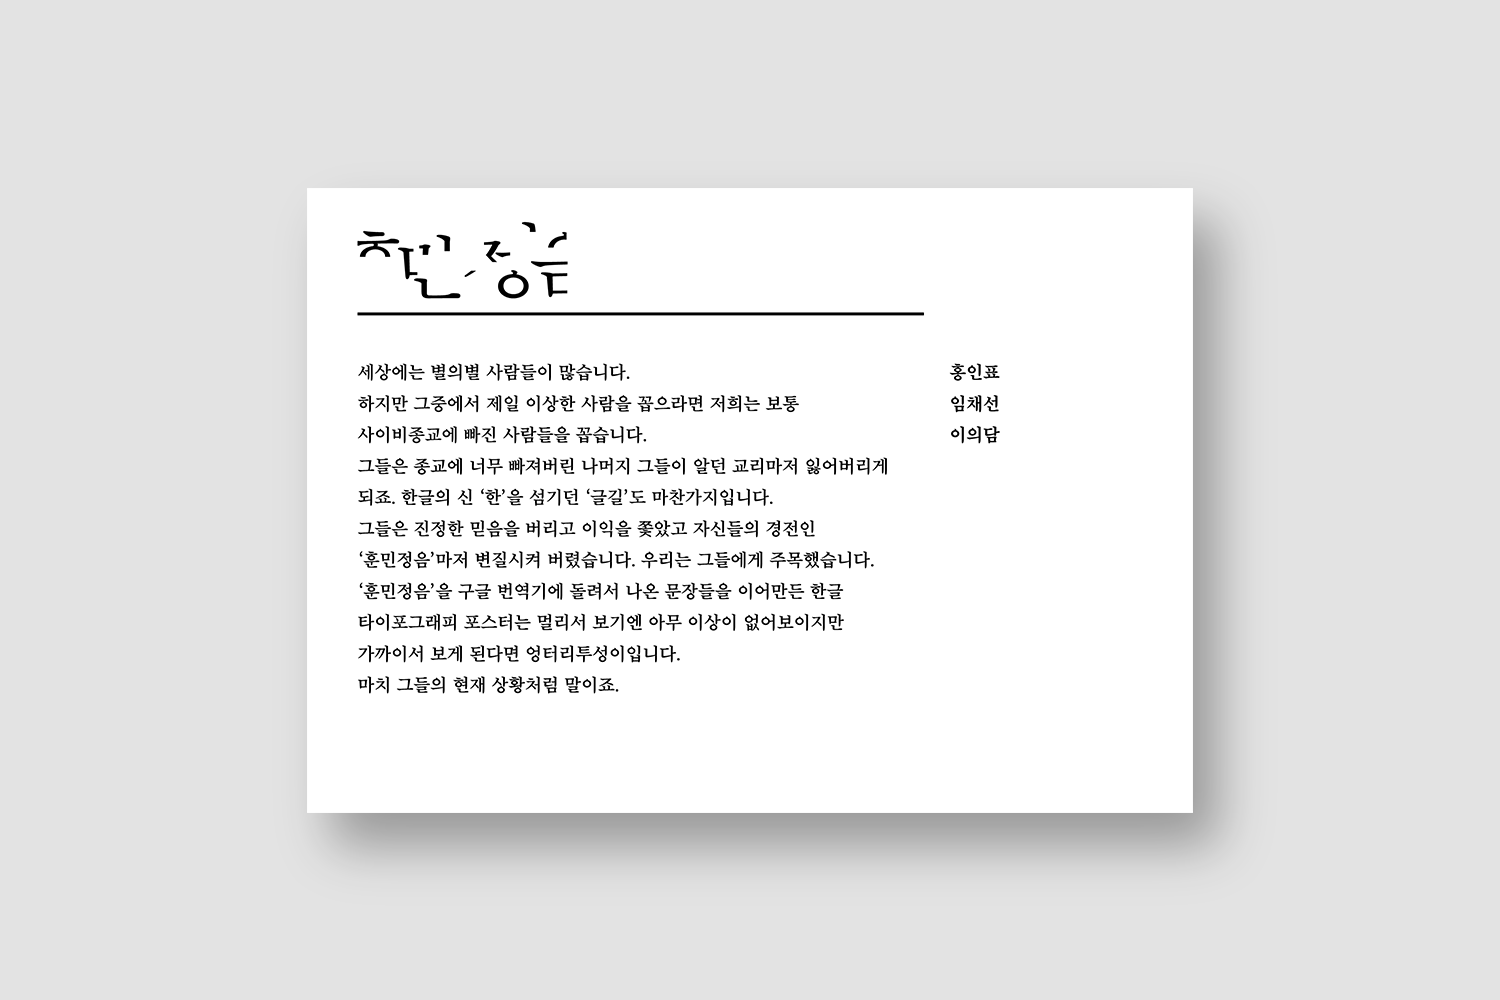 세상에는 별의별 사람들이 많습니다.
하지만 그중에서 제일 이상한 사람을 꼽으라면 저희는 보통
사이비종교에 빠진 사람들을 꼽습니다.
그들은 종교에 너무 빠져버린 나머지 그들이 알던 교리마저 잃어버리게
되죠. 한글의 신 ‘한’을 섬기던 ‘글길’도 마찬가지입니다.
그들은 진정한 믿음을 버리고 이익을 쫓았고 자신들의 경전인
‘훈민정음’마저 변질시켜 버렸습니다. 우리는 그들에게 주목했습니다.
‘훈민정음’을 구글 번역기에 돌려서 나온 문장들을 이어만든 한글
타이포그래피 포스터는 멀리서 보기엔 아무 이상이 없어보이지만
가까이서 보게 된다면 엉터리투성이입니다.
마치 그들의 현재 상황처럼 말이죠.
홍인표
임채선
이의담